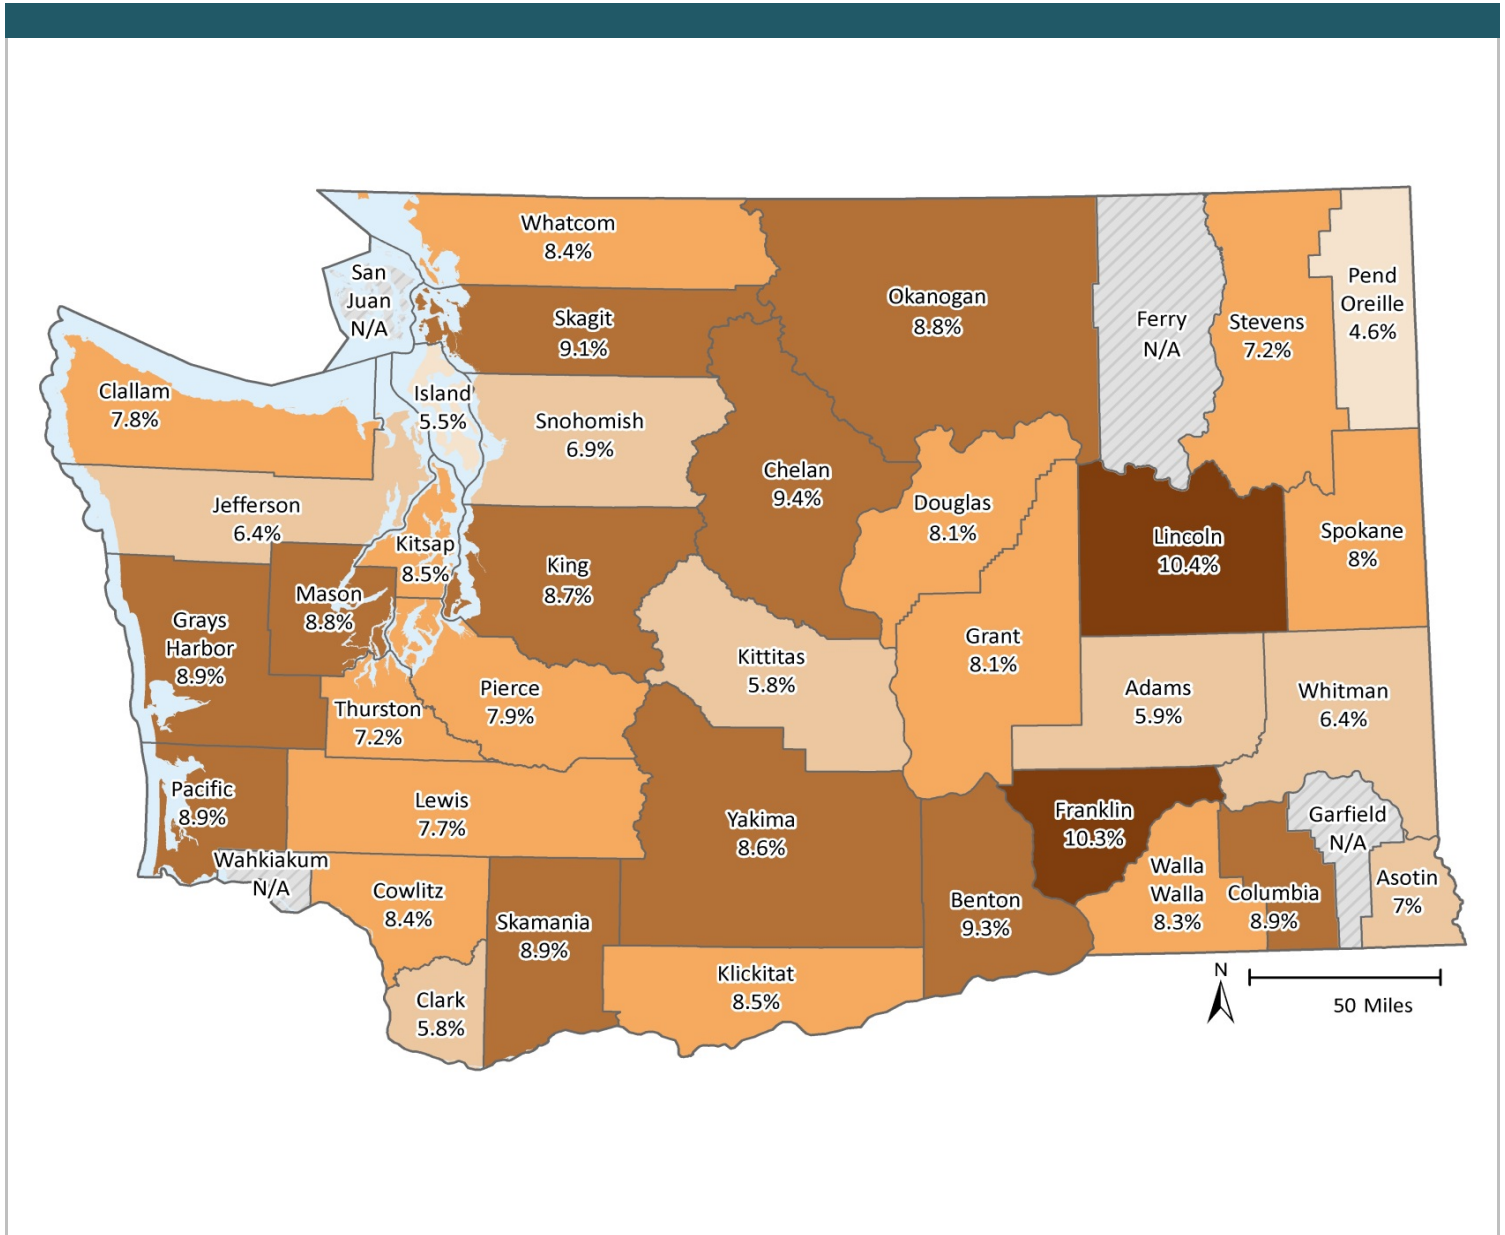 Whatcom
8.4%
San
Juan
N/A
Skagit
9.1%
Okanogan
8.8%
Ferry
N/A
Stevens
7.2%
Pend
Oreille
4.6%
Clallam
7.8%
Island
5.5%
Snohomish
6.9%
Chelan
9.4%
Douglas
8.1%
Lincoln
10.4%
Spokane
8%
Jefferson
6.4%
Kitsap
8.5%
King
8.7%
Mason
8.8%
Grays
Harbor
8.9%
Kittitas
5.8%
Grant
8.1%
Adams
5.9%
Whitman
6.4%
Thurston
7.2%
Pierce
7.9%
Pacific
8.9%
Lewis
7.7%
Yakima
8.6%
Franklin
10.3%
Garfield
N/A
Wahkiakum
N/A
Cowlitz
8.4%
Skamania
8.9%
Benton
9.3%
Walla
Walla
8.3%
Columbia
8.9%
Asotin
7%
Clark
5.8%
Klickitat
8.5%
N
50 Miles